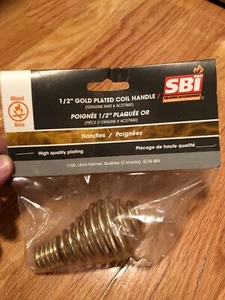 1/2" GOLD PLATED COIL HANDLE /
(GENUINE PART # AC07860)
POIGNÉE 1/2" PLAQUÉE OR
(PIÈCE D'ORIGINE # AC07860)
SBi
Wood
Bois
Handles / Poignées
High quality plating
Placage de haute qualité